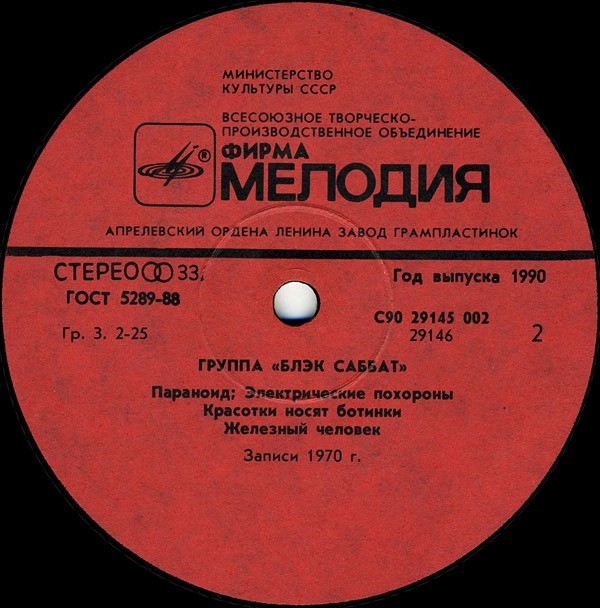 МИНИСТЕРСТВО
КУЛЬТУРЫ СССР
ВСЕСОЮЗНОЕ ТВОРЧЕСКО-
ПРОИЗВОДСТВЕННОЕ ОБЪЕДИНЕНИЕ
®
ФИРМА
МЕЛОДИЯ
АПРЕЛЕВСКИЙ ОРДЕНА ЛЕНИНА ЗАВОД ГРАМПЛАСТИНОК
СТЕРЕО 33
Год выпуска 1990
ГОСТ 5289-88
С90 29145 002
Гр. 3. 2-25
29146
2
ГРУППА «БЛЭК САББАТ»
Параноид; Электрические похороны
Красотки носят ботинки
Железный человек
Записи 1970 г.